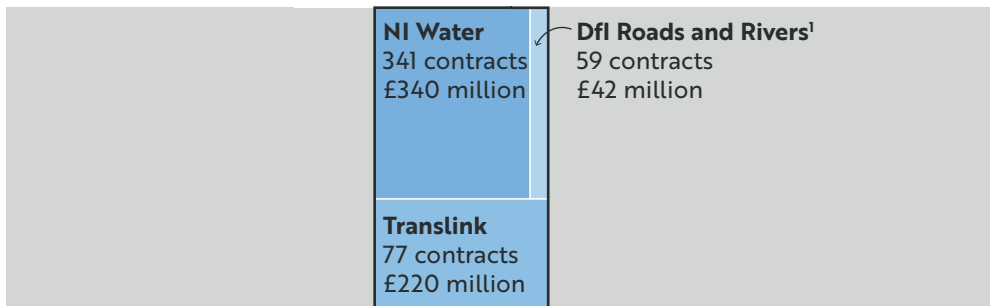 NI Water
341 contracts
£340 million
DfI Roads and Rivers¹
59 contracts
£42 million
Translink
77 contracts
£220 million